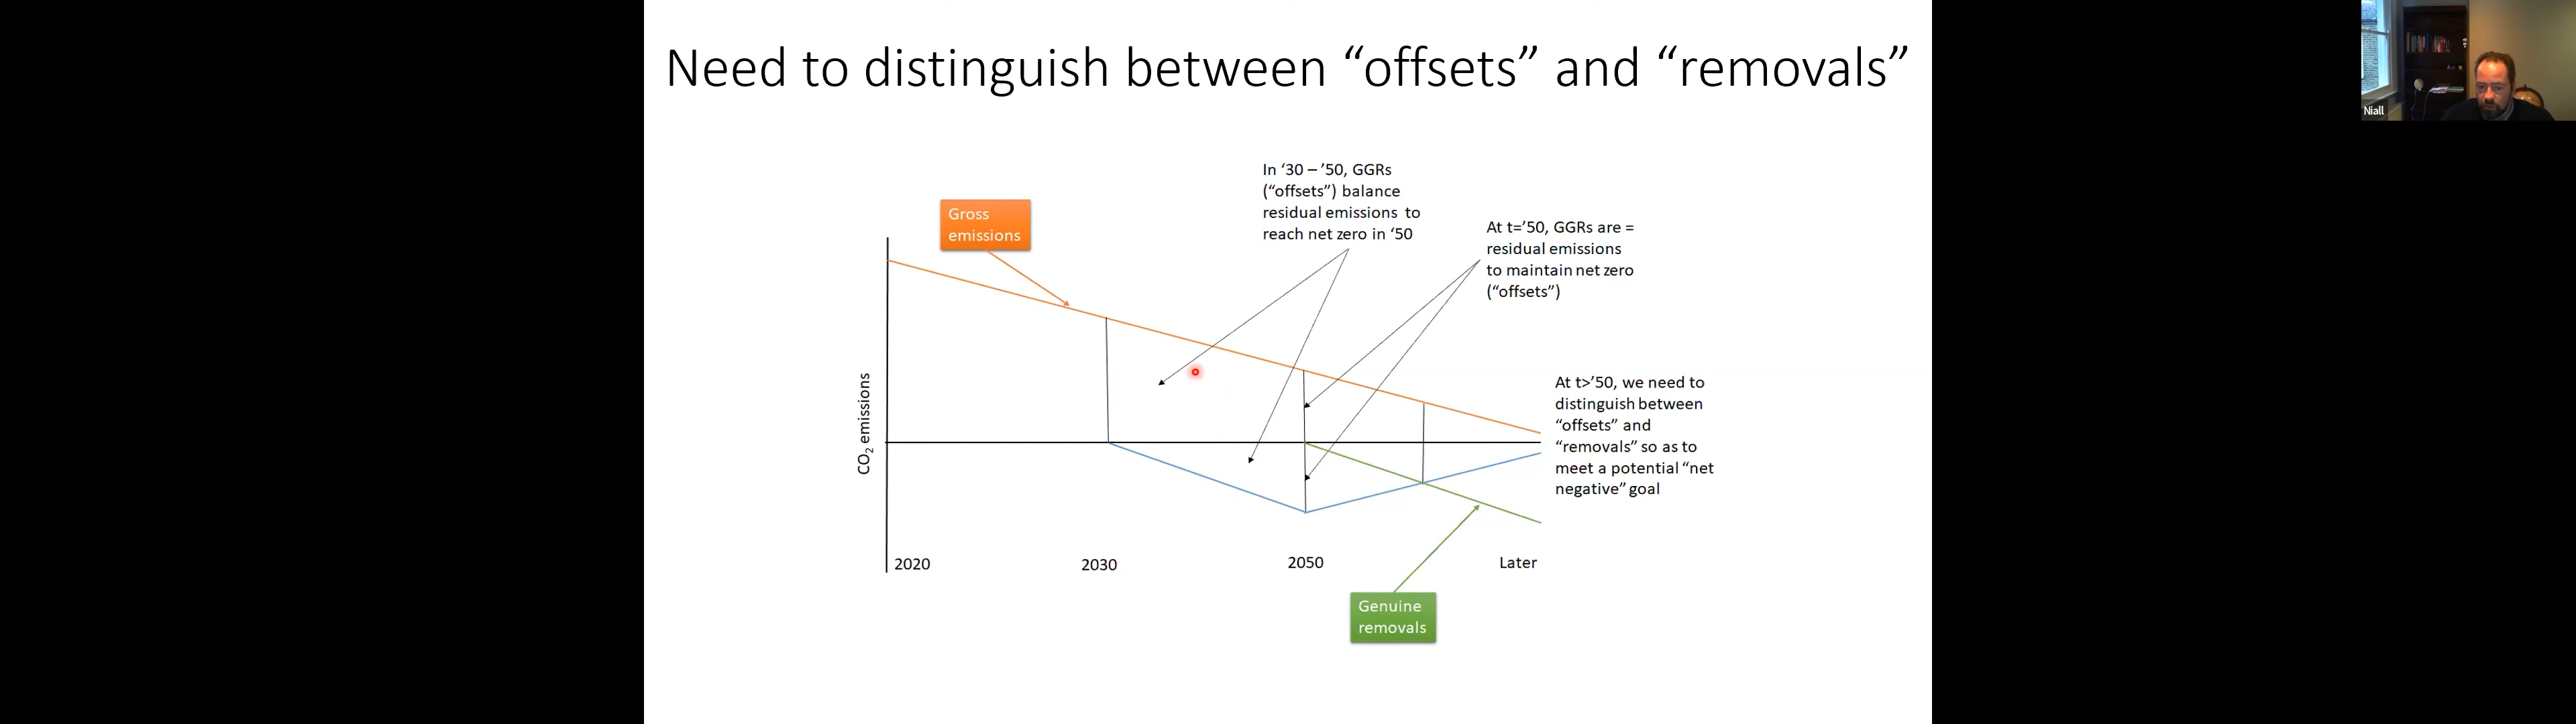 Need to distinguish between “offsets” and “removals”
Niall
In ‘30 – ’50, GGRs
(“offsets”) balance
residual emissions to
reach net zero in ‘50
Gross
emissions
At t=’50, GGRs are =
residual emissions
to maintain net zero
(“offsets”)
At t>’50, we need to
distinguish between
“offsets” and
“removals” so as to
meet a potential “net
negative” goal
CO2 emissions
2020
2030
2050
Later
Genuine
removals